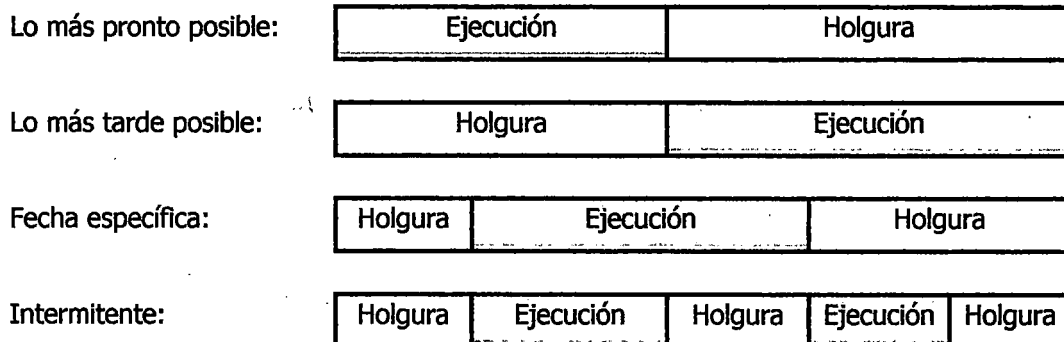 Lo más pronto posible: Ejecución Holgura
Lo más tarde posible: Holgura Ejecución
Fecha específica: Holgura Ejecución Holgura
Intermitente: Holgura Ejecución Holgura Ejecución Holgura